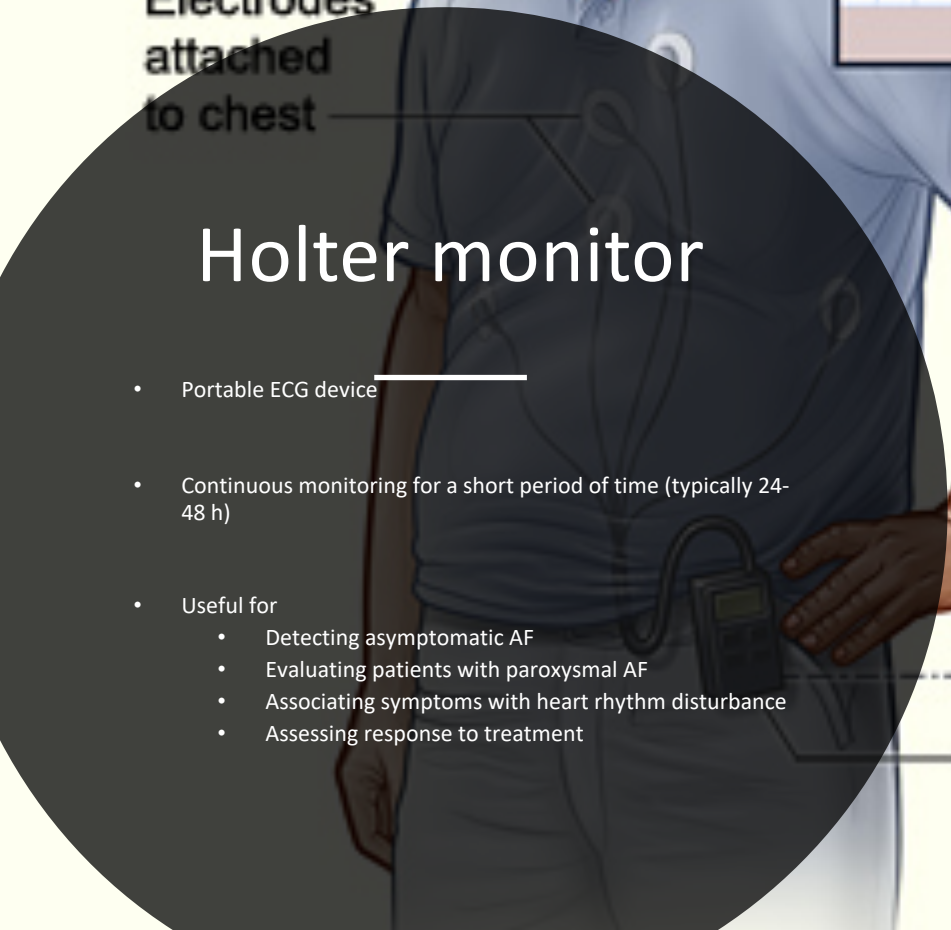 Electrodes
attached
to chest
Holter monitor
• Portable ECG device
• Continuous monitoring for a short period of time (typically 24-
48 h)
• Useful for
• Detecting asymptomatic AF
• Evaluating patients with paroxysmal AF
• Associating symptoms with heart rhythm disturbance
• Assessing response to treatment